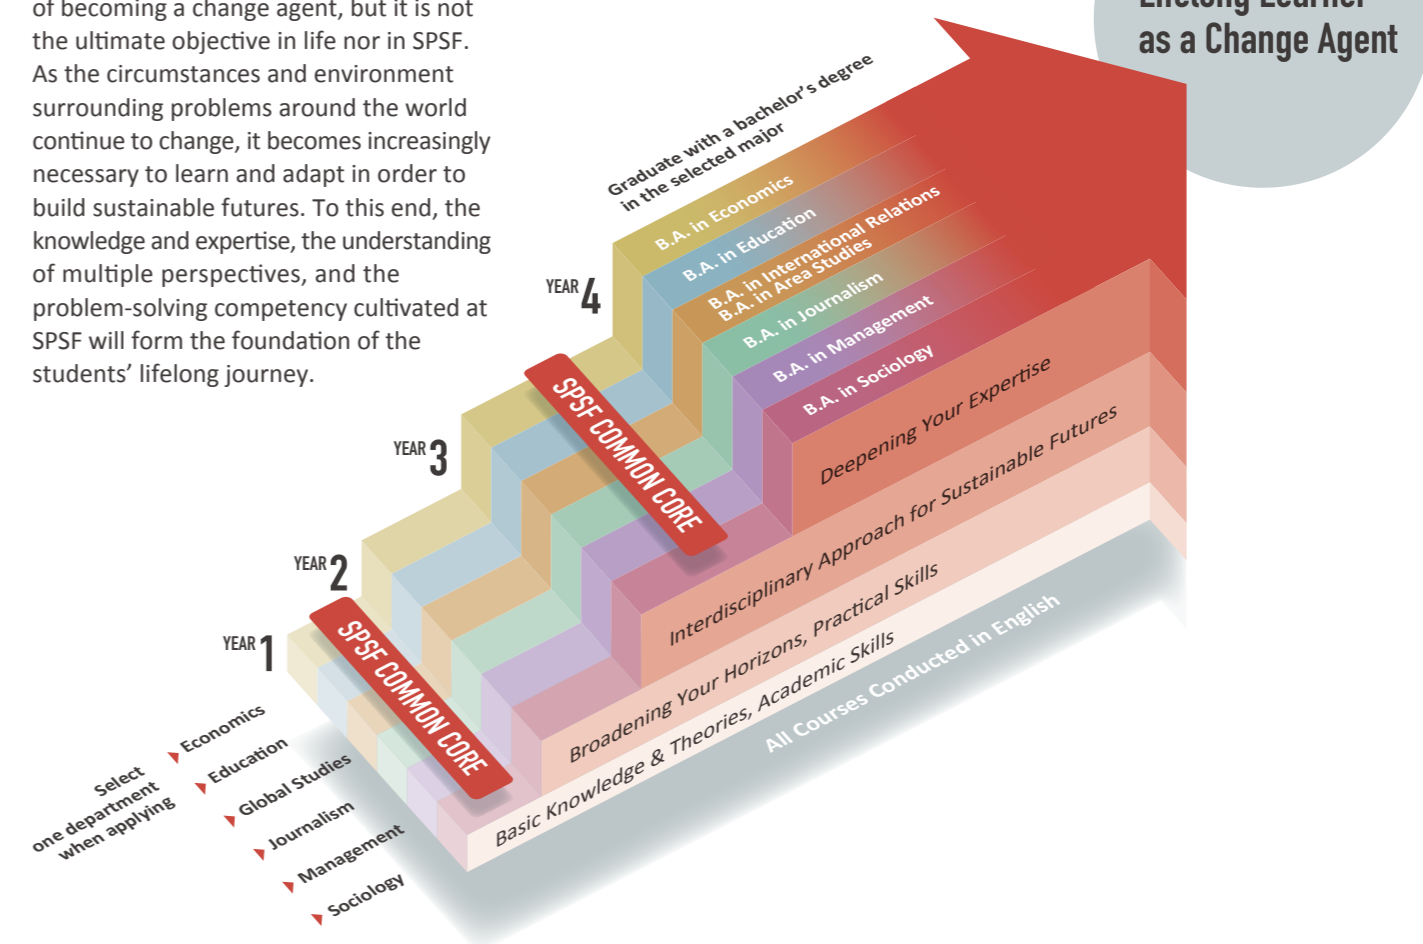 of becoming a change agent, but it is not
the ultimate objective in life nor in SPSF.
As the circumstances and environment
surrounding problems around the world
continue to change, it becomes increasingly
necessary to learn and adapt in order to
build sustainable futures. To this end, the
knowledge and expertise, the understanding
of multiple perspectives, and the
problem-solving competency cultivated at
SPSF will form the foundation of the
students’ lifelong journey.
Lifelong Learner
as a Change Agent
Graduate with a bachelor’s degree
in the selected major
B.A. in Economics
B.A. in Education
B.A. in International Relations
B.A. in Area Studies
B.A. in Journalism
B.A. in Management
B.A. in Sociology
YEAR 4
YEAR 3
YEAR 2
YEAR 1
SPSF COMMON CORE
SPSF COMMON CORE
Deepening Your Expertise
Interdisciplinary Approach for Sustainable Futures
Broadening Your Horizons, Practical Skills
Basic Knowledge & Theories, Academic Skills
All Courses Conducted in English
Select
one department
when applying
Economics
Education
Global Studies
Journalism
Management
Sociology